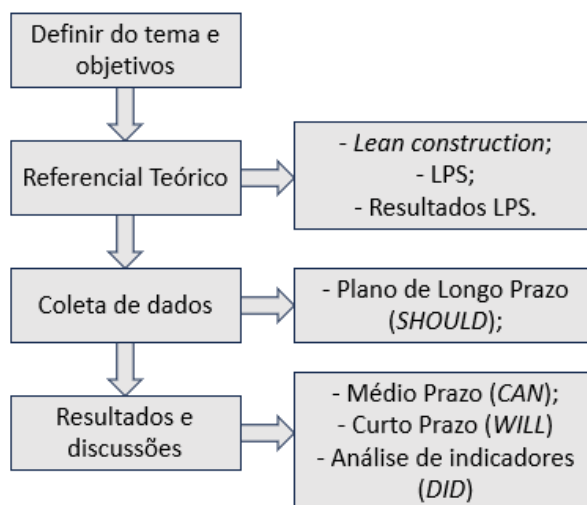 Definir do tema e
objetivos
Referencial Teórico
- Lean construction;
- LPS;
- Resultados LPS.
Coleta de dados
- Plano de Longo Prazo
(SHOULD);
Resultados e
discussões
- Médio Prazo (CAN);
- Curto Prazo (WILL)
- Análise de indicadores
(DID)